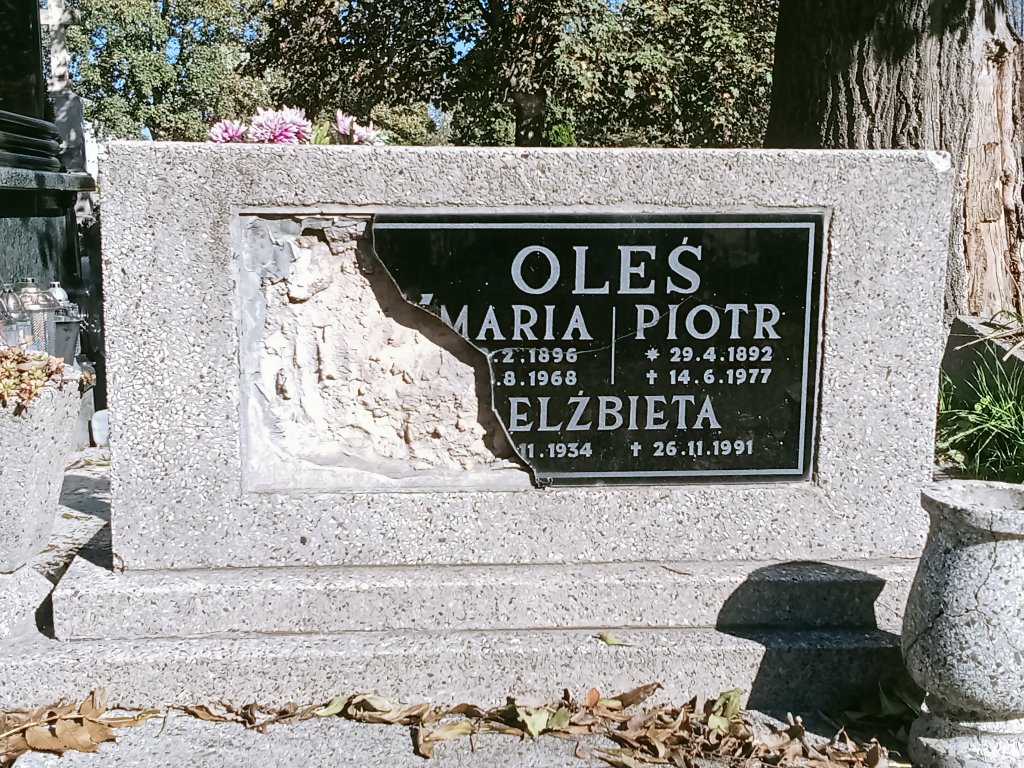 OLEŚ
MARIA PIOTR
.2.1896 * 29.4.1892
.8.1968 ✝ 14.6.1977
ELŻBIETA
11.1934 ✝ 26.11.1991